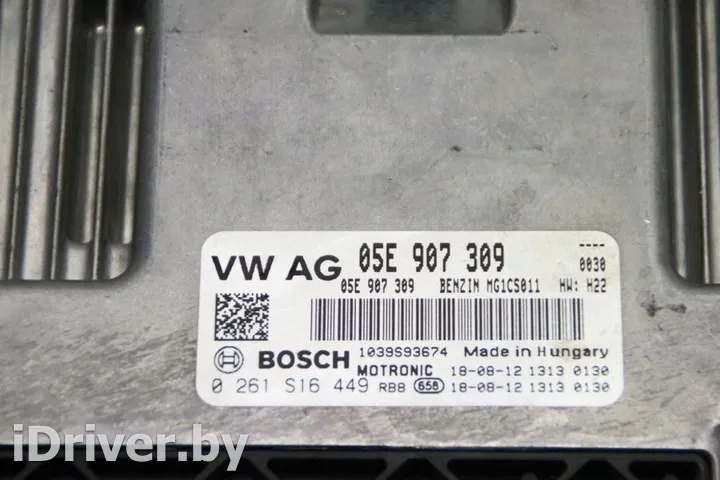 VW AG 05E 907 309 ----
0030
05E 907 309 BENZIN MG1CS011 HW: H22
BOSCH 1039S93674 Made in Hungary
MOTRONIC 18-08-12 1313 0130
0 261 S16 449 RBB 658 18-08-12 1313 0130
iDriver.by